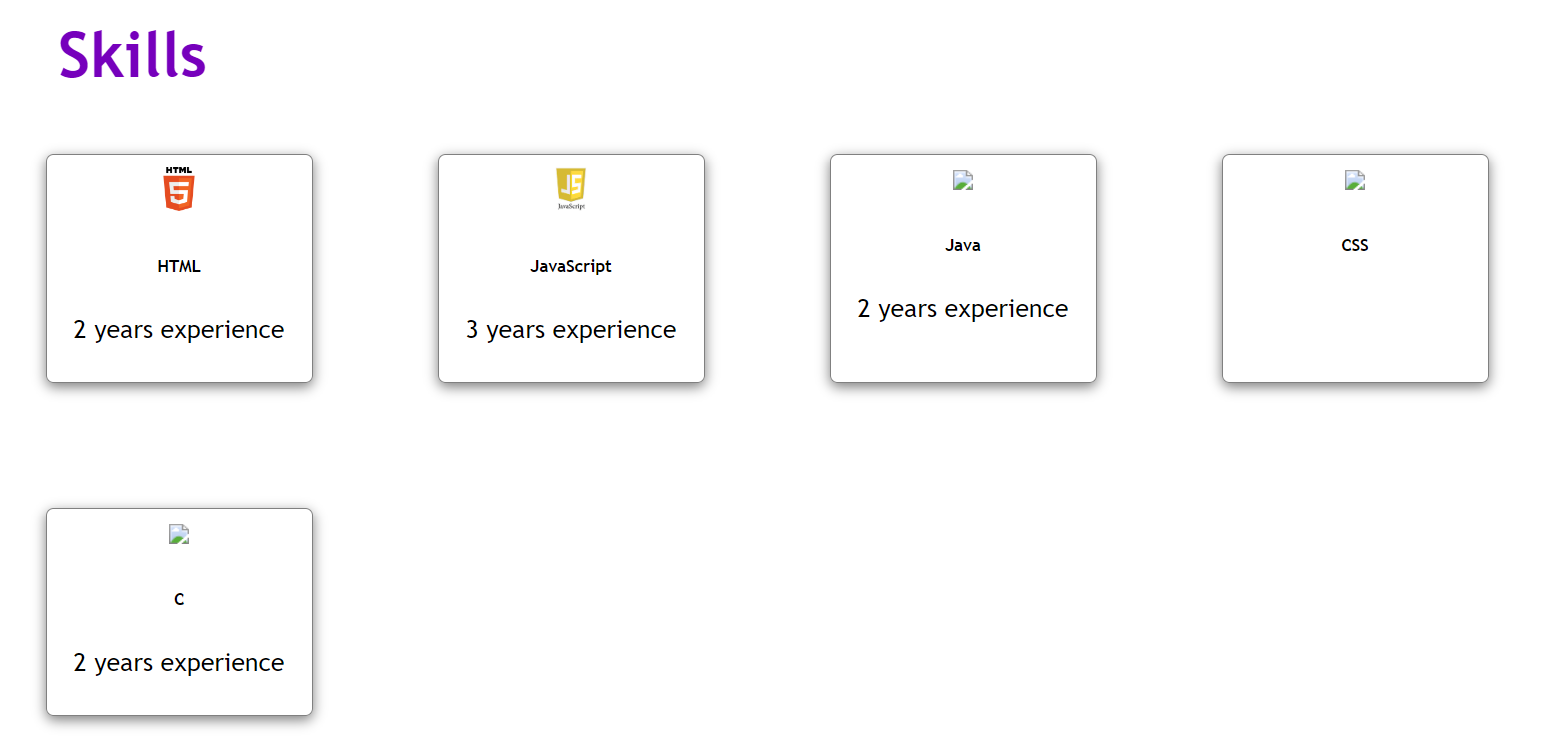 Skills
HTML
5
HTML
2 years experience
JS
JavaScript
JavaScript
3 years experience
Java
2 years experience
CSS
C
2 years experience